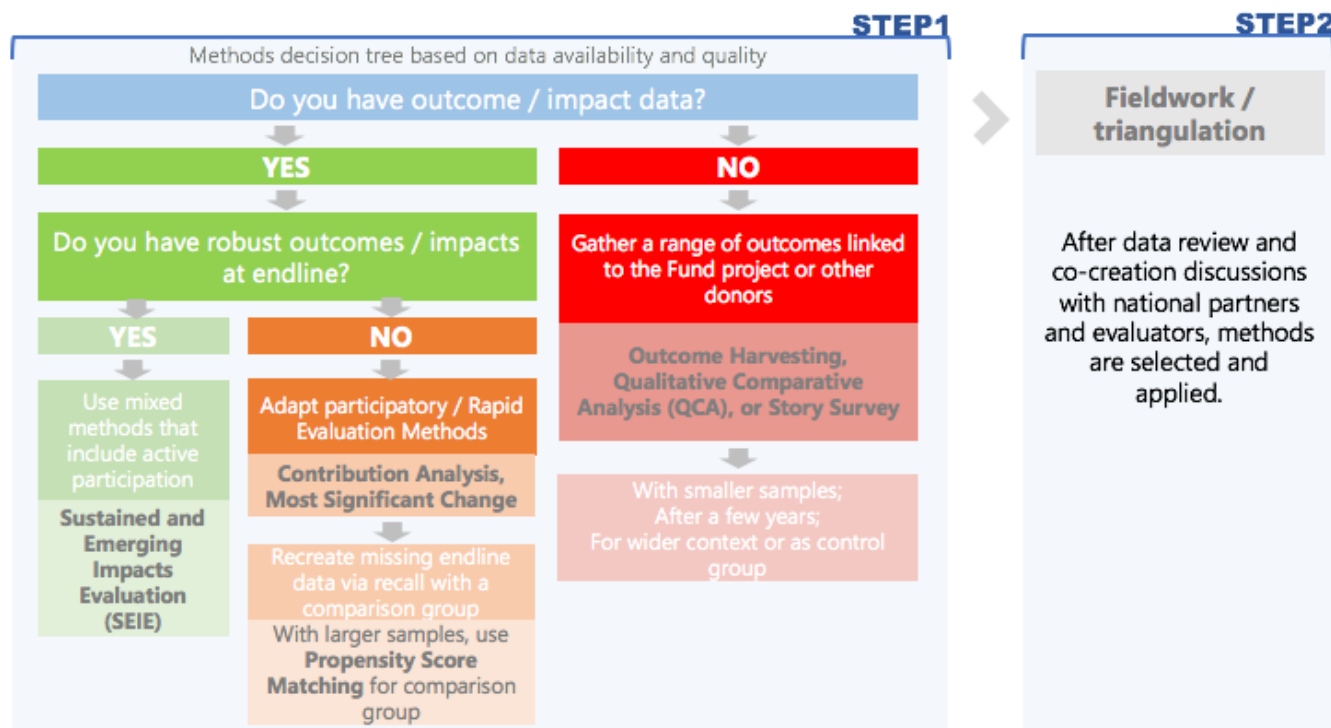 STEP1
Methods decision tree based on data availability and quality
Do you have outcome / impact data?
YES
Do you have robust outcomes / impacts
at endline?
YES
Use mixed
methods that
include active
participation
Sustained and
Emerging
Impacts
Evaluation
(SEIE)
NO
Adapt participatory / Rapid
Evaluation Methods
Contribution Analysis,
Most Significant Change
Recreate missing endline
data via recall with a
comparison group
With larger samples, use
Propensity Score
Matching for comparison
group
NO
Gather a range of outcomes linked
to the Fund project or other
donors
Outcome Harvesting,
Qualitative Comparative
Analysis (QCA), or Story Survey
With smaller samples;
After a few years;
For wider context or as control
group
STEP2
Fieldwork /
triangulation
After data review and
co-creation discussions
with national partners
and evaluators, methods
are selected and
applied.